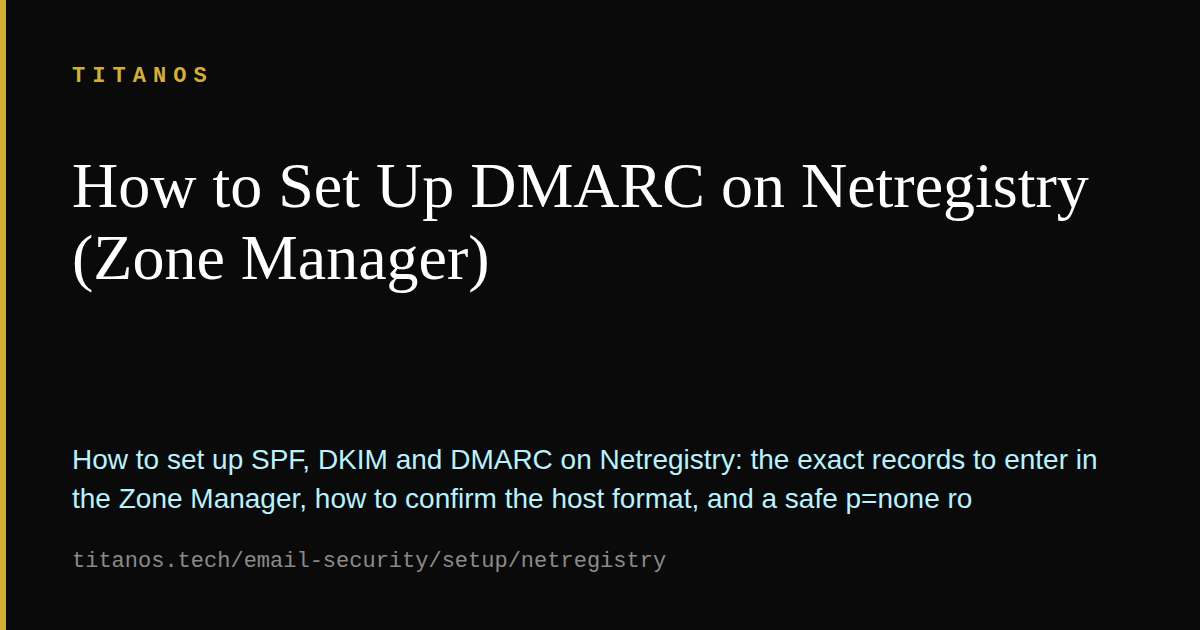 TITANOS
How to Set Up DMARC on Netregistry
(Zone Manager)
How to set up SPF, DKIM and DMARC on Netregistry: the exact records to enter in
the Zone Manager, how to confirm the host format, and a safe p=none ro
titanos.tech/email-security/setup/netregistry